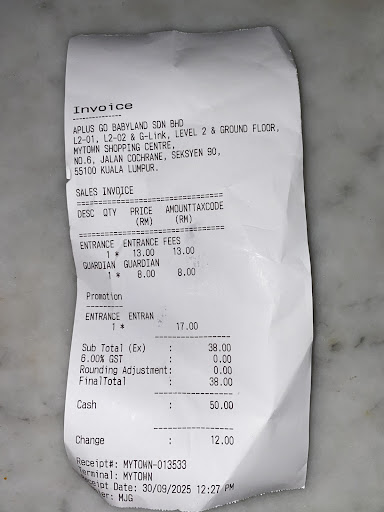 Invoice
APLUS GO BABYLAND SDN BHD
L2-01, L2-02 & G-Link, LEVEL 2 & GROUND FLOOR,
MYTOWN SHOPPING CENTRE,
NO.6, JALAN COCHRANE, SEKSYEN 90,
55100 KUALA LUMPUR.
SALES INVOICE
==============================
DESC QTY PRICE AMOUNTTAXCODE
(RM) (RM)
==============================
ENTRANCE ENTRANCE FEES
1 * 13.00 13.00
GUARDIAN GUARDIAN
1 * 8.00 8.00
Promotion
---------
ENTRANCE ENTRAN
1 * 17.00
---------------
Sub Total (Ex) : 38.00
6.00% GST : 0.00
Rounding Adjustment: 0.00
FinalTotal : 38.00
---------------
Cash : 50.00
---------------
Change : 12.00
Receipt#: MYTOWN-013533
Terminal: MYTOWN
Receipt Date: 30/09/2025 12:27 PM
er: MJG